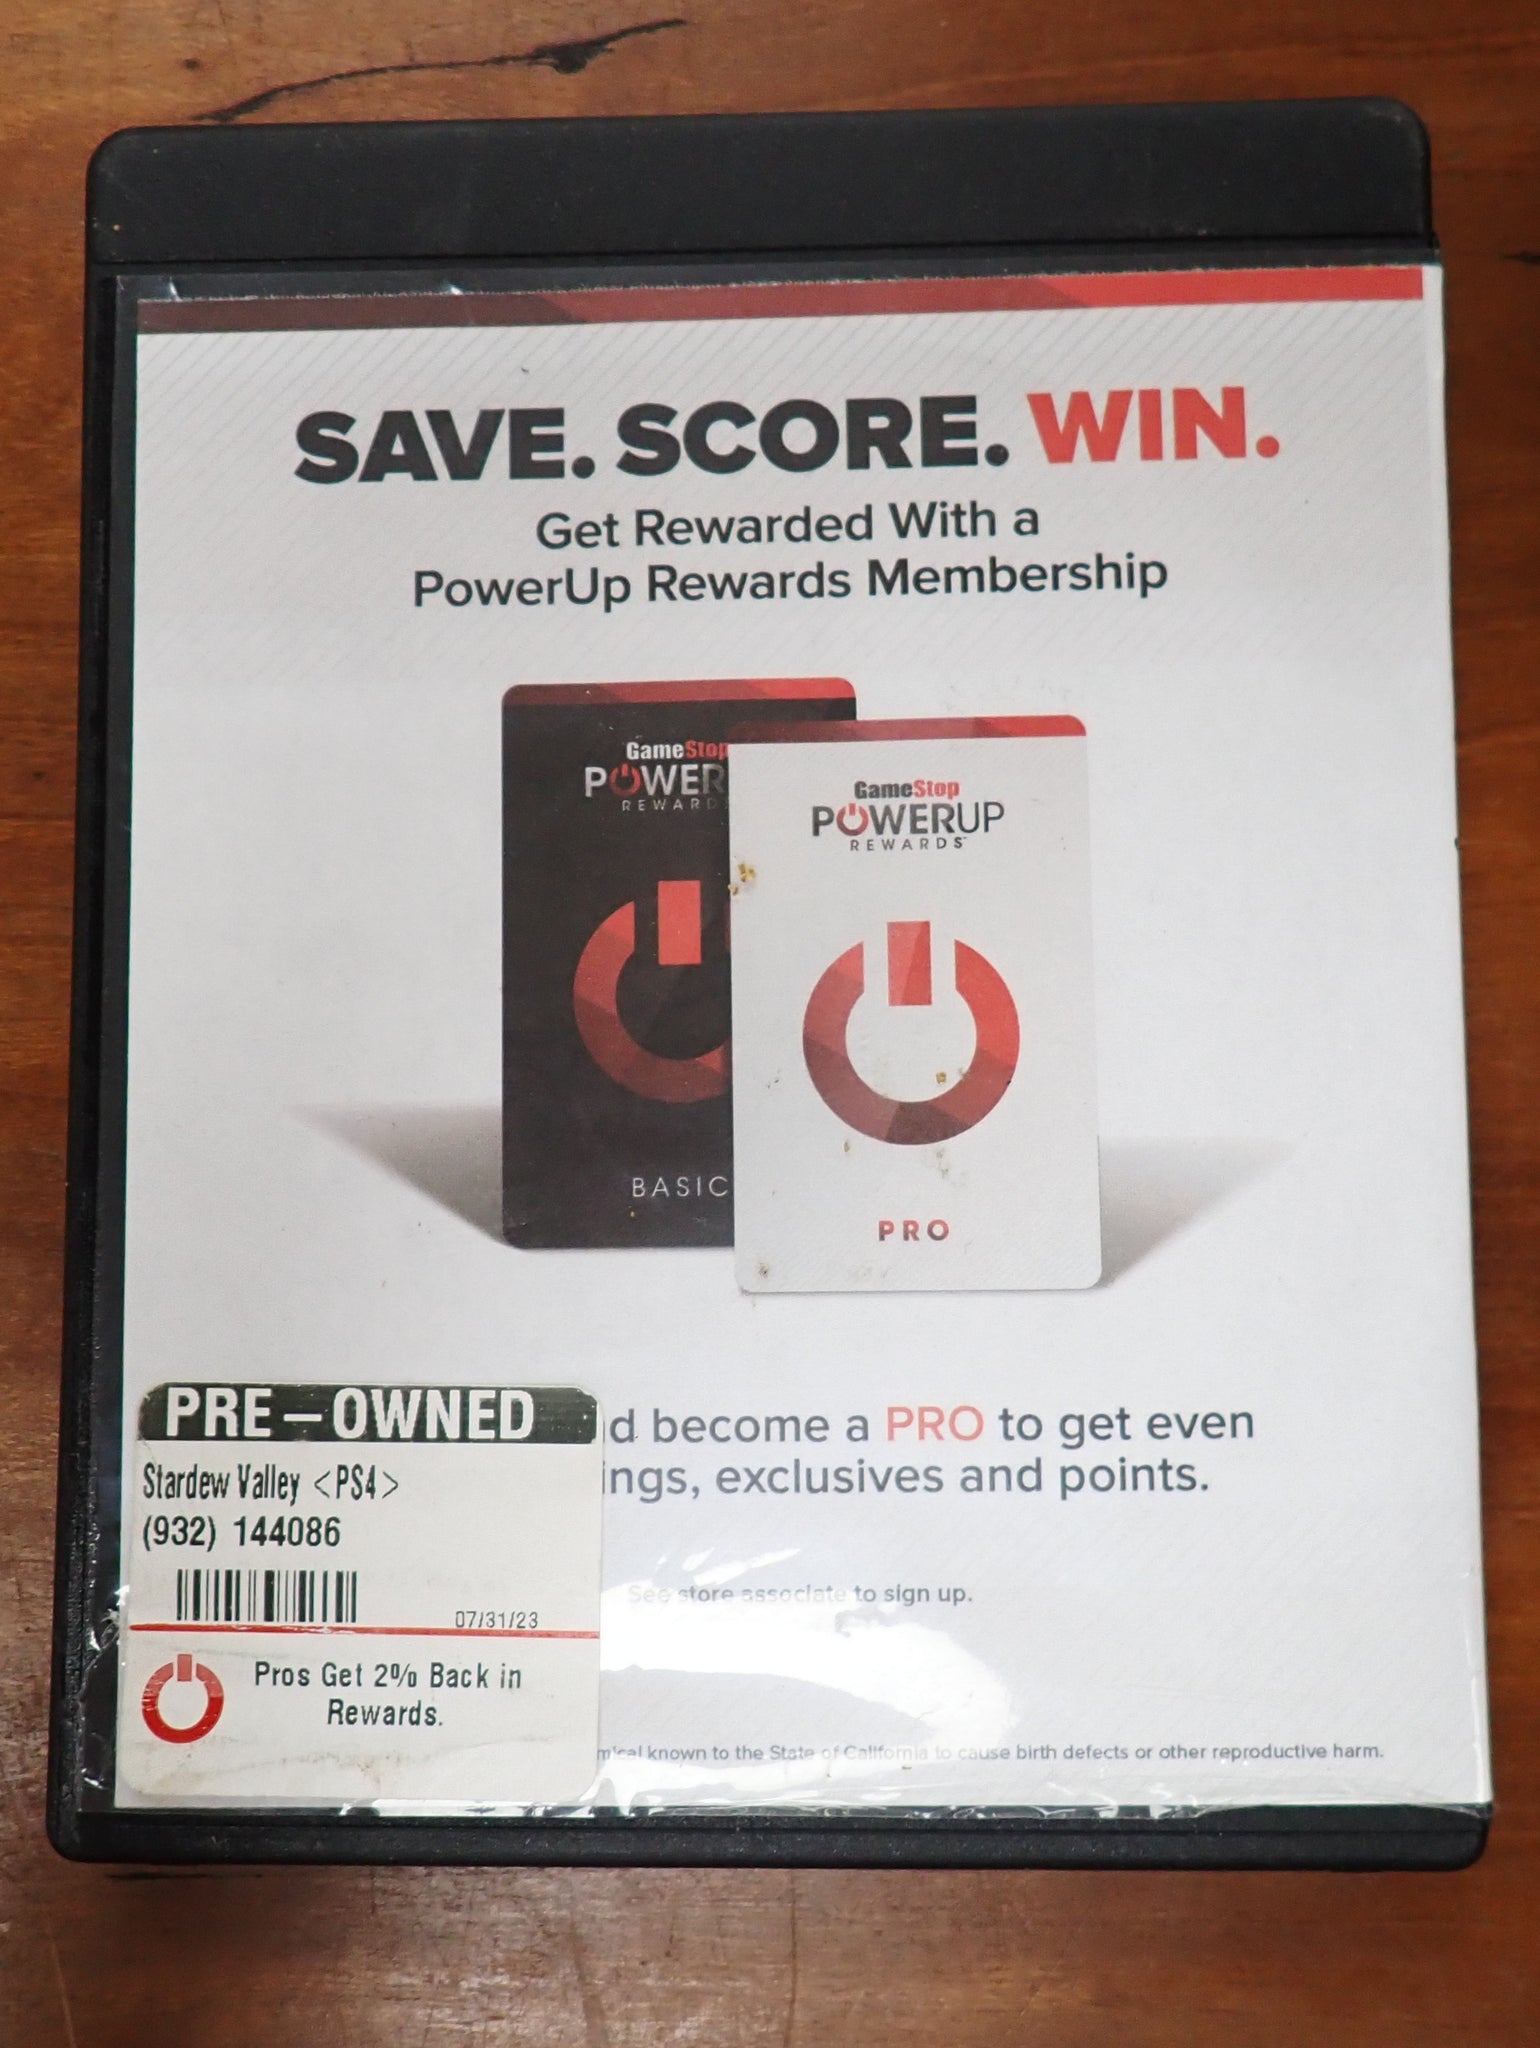 SAVE. SCORE. WIN.
Get Rewarded With a
PowerUp Rewards Membership
GameStop
POWER
REWARDS
BASIC
GameStop
POWERUP
REWARDS™
PRO
PRE-OWNED
Stardew Valley <PS4>
(932) 144086
07/31/23
Pros Get 2% Back in
Rewards.
d become a PRO to get even
ings, exclusives and points.
See store associate to sign up.
mical known to the State of California to cause birth defects or other reproductive harm.